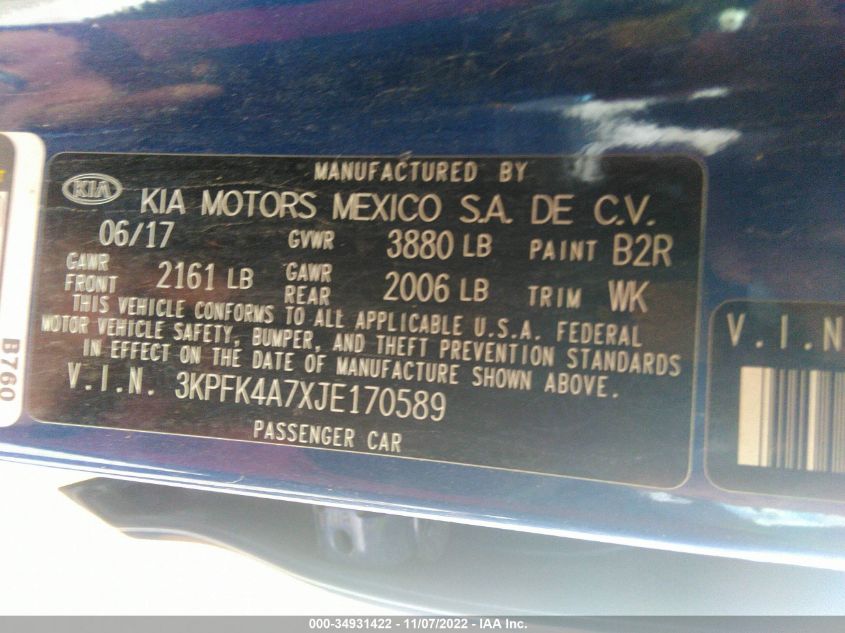 MANUFACTURED BY
KIA KIA MOTORS MEXICO S.A. DE C.V.
06/17 GVWR 3880 LB PAINT B2R
GAWR FRONT 2161 LB GAWR REAR 2006 LB TRIM WK
THIS VEHICLE CONFORMS TO ALL APPLICABLE U.S.A. FEDERAL
MOTOR VEHICLE SAFETY, BUMPER, AND THEFT PREVENTION STANDARDS
IN EFFECT ON THE DATE OF MANUFACTURE SHOWN ABOVE.
V.I.N. 3KPFK4A7XJE170589
PASSENGER CAR
B760
V.I.N
000-34931422 - 11/07/2022 - IAA Inc.